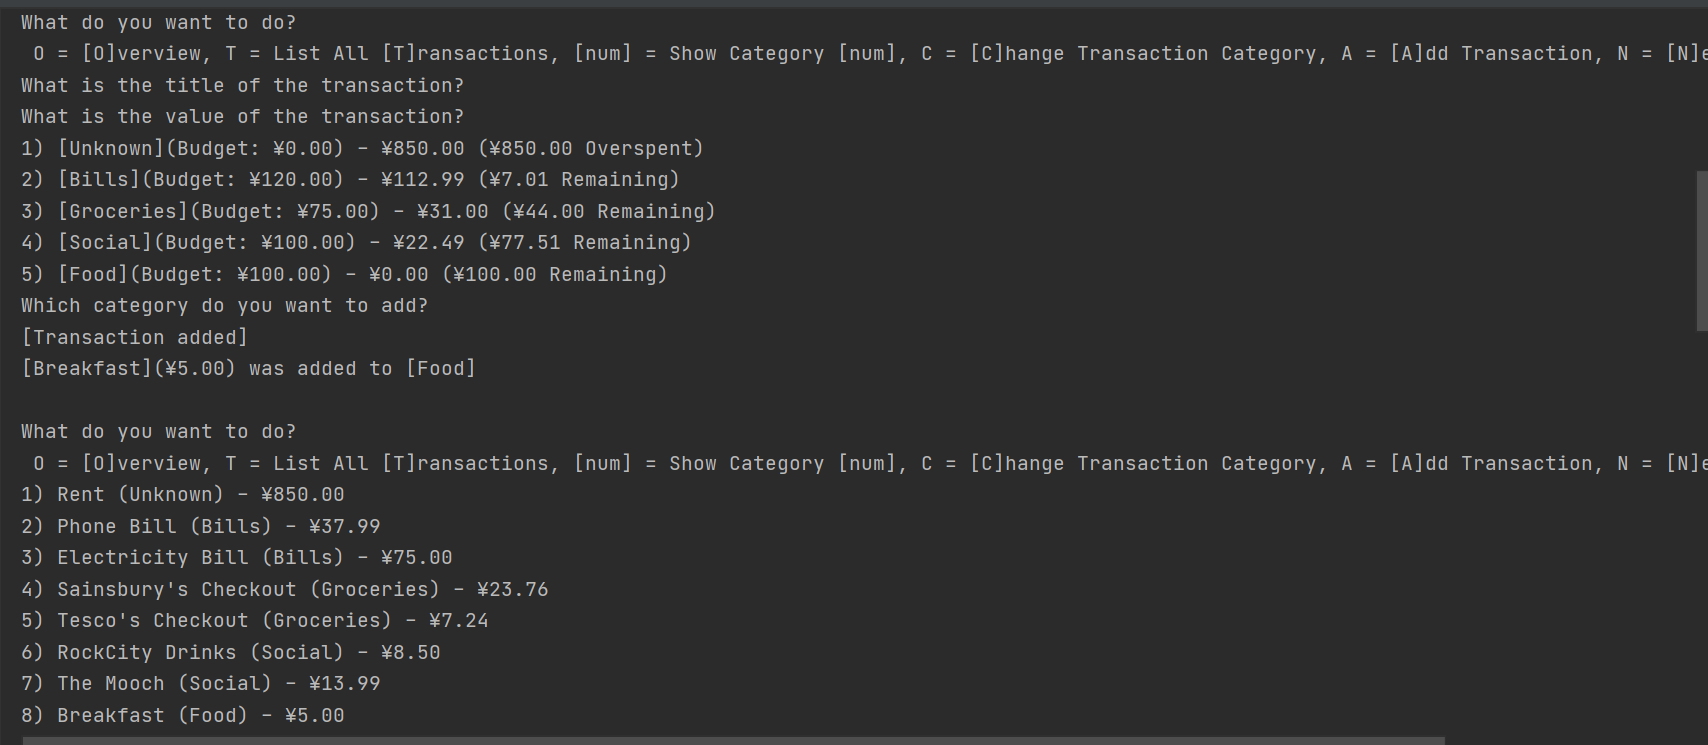 What do you want to do?
 O = [O]verview, T = List All [T]ransactions, [num] = Show Category [num], C = [C]hange Transaction Category, A = [A]dd Transaction, N = [N]e
What is the title of the transaction?
What is the value of the transaction?
1) [Unknown](Budget: ¥0.00) - ¥850.00 (¥850.00 Overspent)
2) [Bills](Budget: ¥120.00) - ¥112.99 (¥7.01 Remaining)
3) [Groceries](Budget: ¥75.00) - ¥31.00 (¥44.00 Remaining)
4) [Social](Budget: ¥100.00) - ¥22.49 (¥77.51 Remaining)
5) [Food](Budget: ¥100.00) - ¥0.00 (¥100.00 Remaining)
Which category do you want to add?
[Transaction added]
[Breakfast](¥5.00) was added to [Food]

What do you want to do?
 O = [O]verview, T = List All [T]ransactions, [num] = Show Category [num], C = [C]hange Transaction Category, A = [A]dd Transaction, N = [N]e
1) Rent (Unknown) - ¥850.00
2) Phone Bill (Bills) - ¥37.99
3) Electricity Bill (Bills) - ¥75.00
4) Sainsbury's Checkout (Groceries) - ¥23.76
5) Tesco's Checkout (Groceries) - ¥7.24
6) RockCity Drinks (Social) - ¥8.50
7) The Mooch (Social) - ¥13.99
8) Breakfast (Food) - ¥5.00